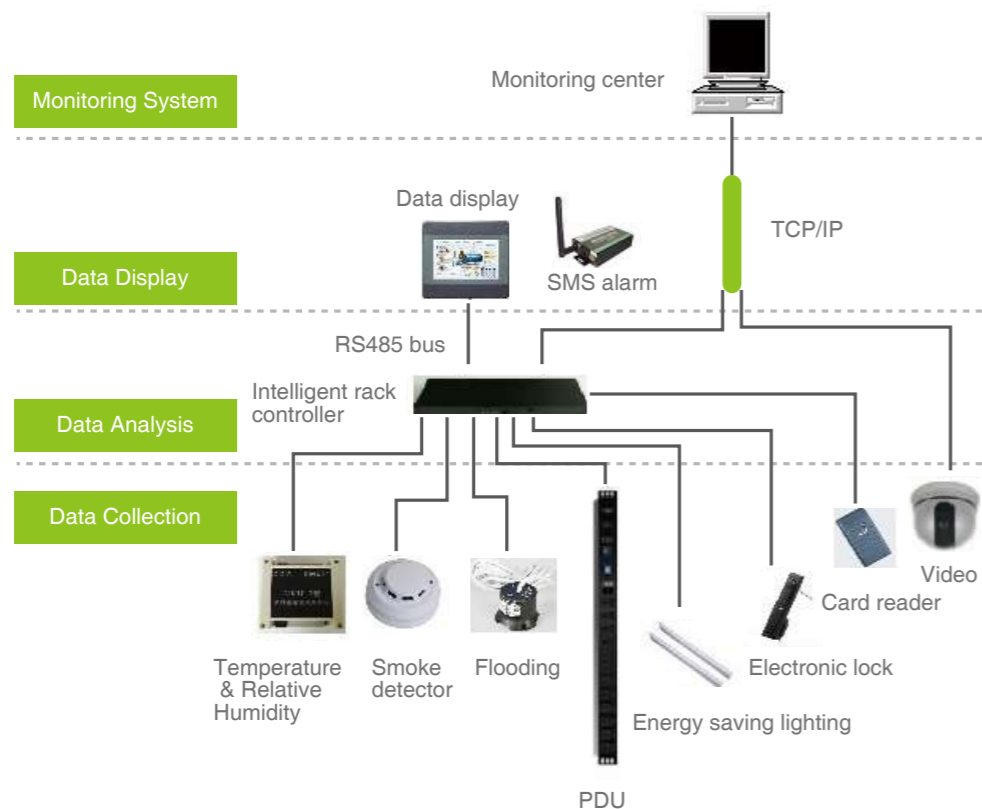 Monitoring center
Monitoring System
Data display
TCP/IP
Data Display
SMS alarm
RS485 bus
Intelligent rack
controller
Data Analysis
Data Collection
Video
Card reader
Temperature
& Relative
Humidity
Smoke
detector
Flooding
Electronic lock
Energy saving lighting
PDU